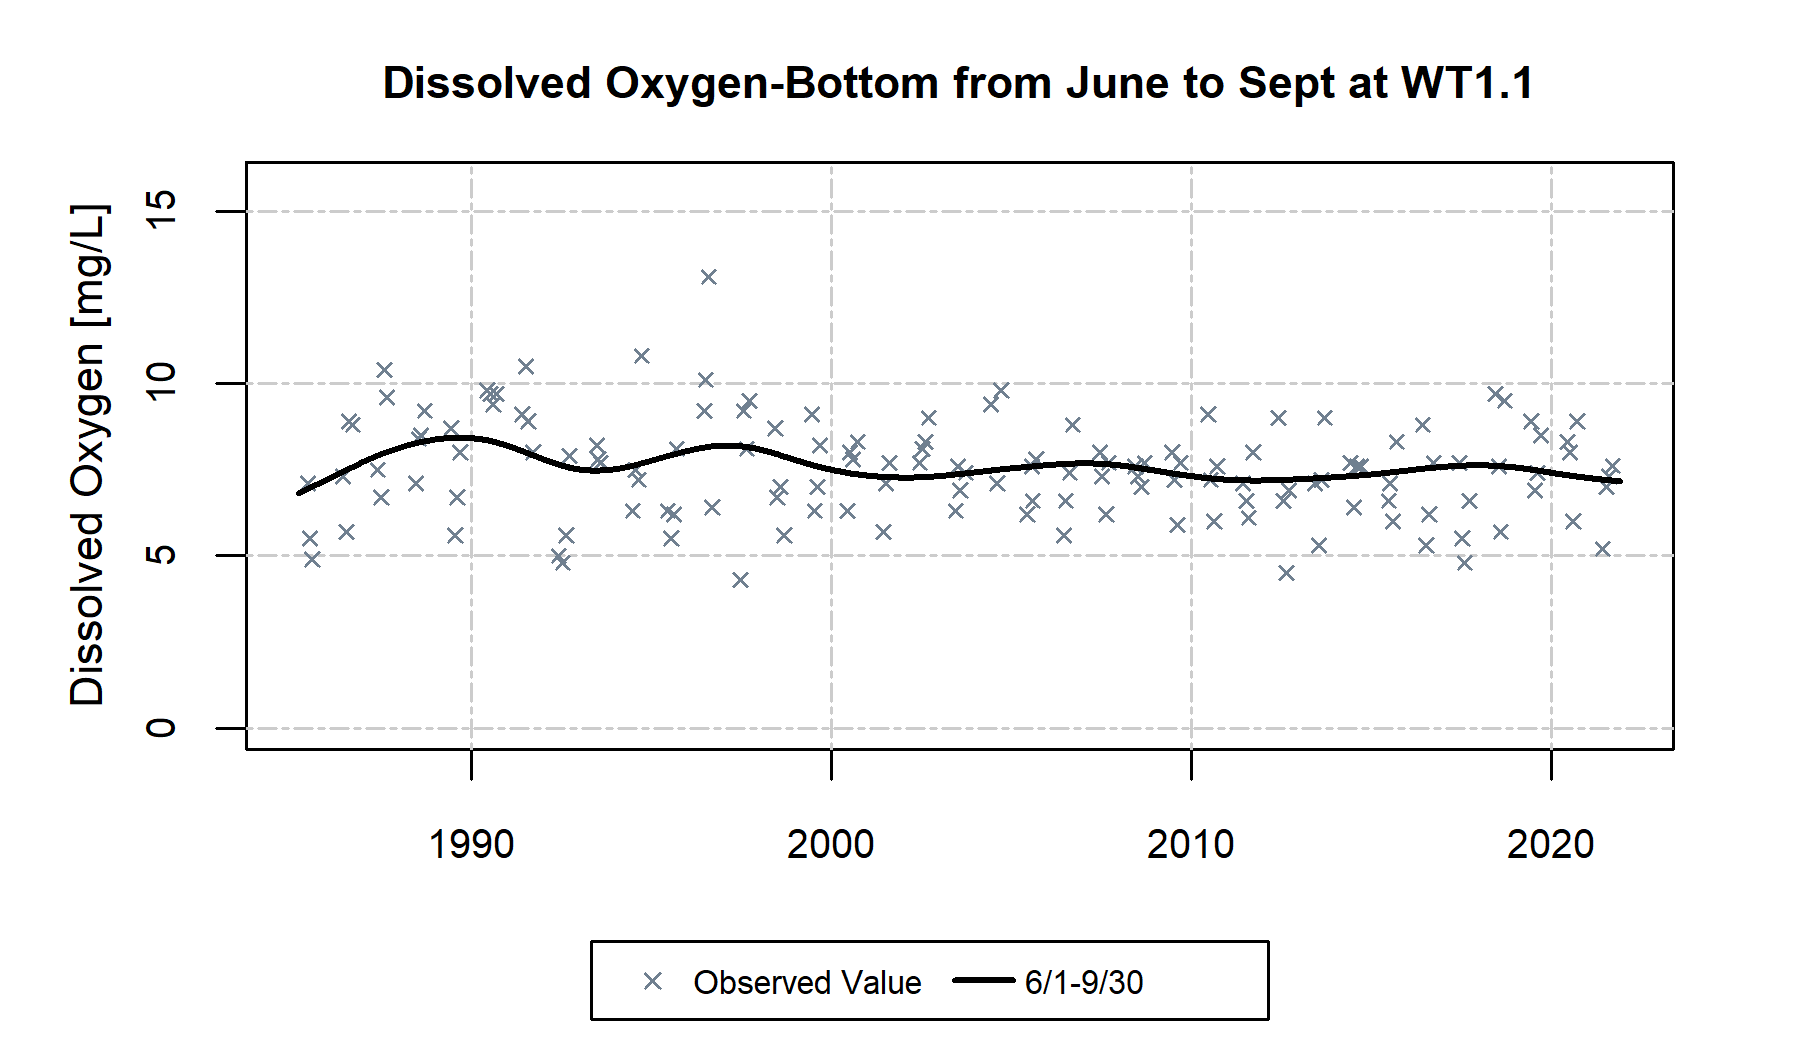 Dissolved Oxygen-Bottom from June to Sept at WT1.1
Dissolved Oxygen [mg/L]
15
10
5
0
1990 2000 2010 2020
Observed Value 6/1-9/30